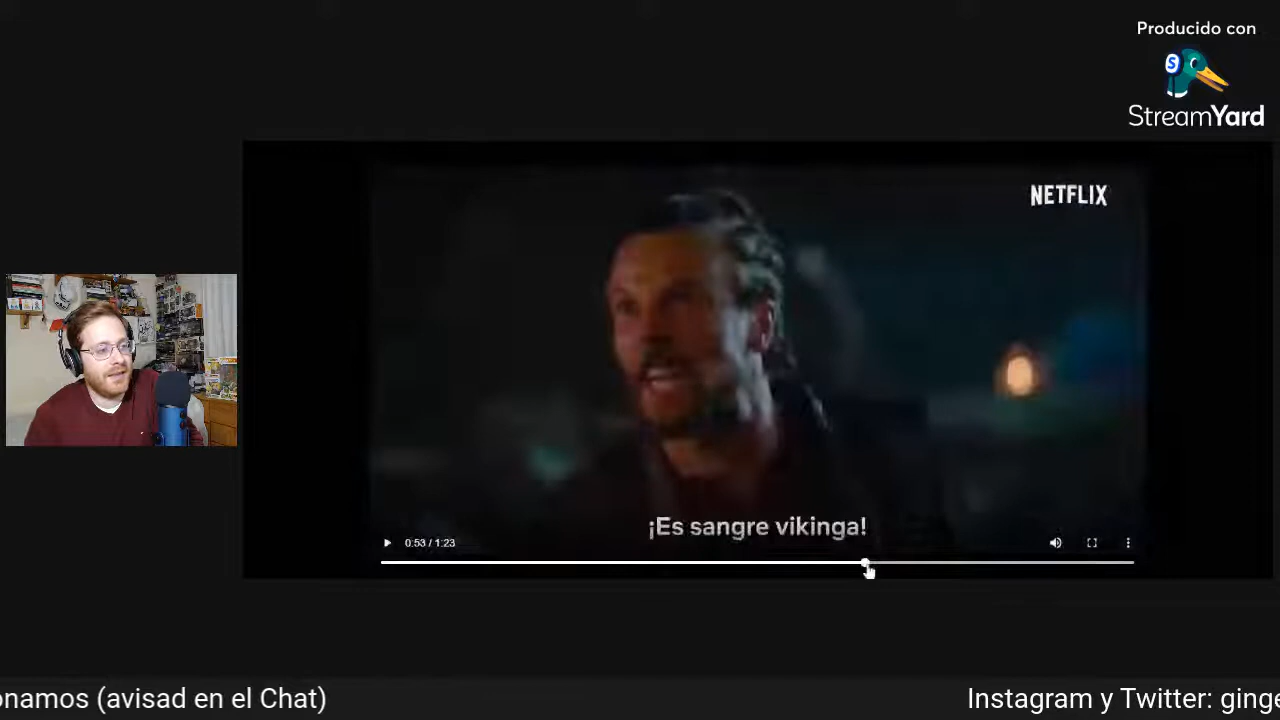 Producido con
StreamYard
NETFLIX
¡Es sangre vikinga!
0:53 / 1:23
onamos (avisad en el Chat)
Instagram y Twitter: ginge